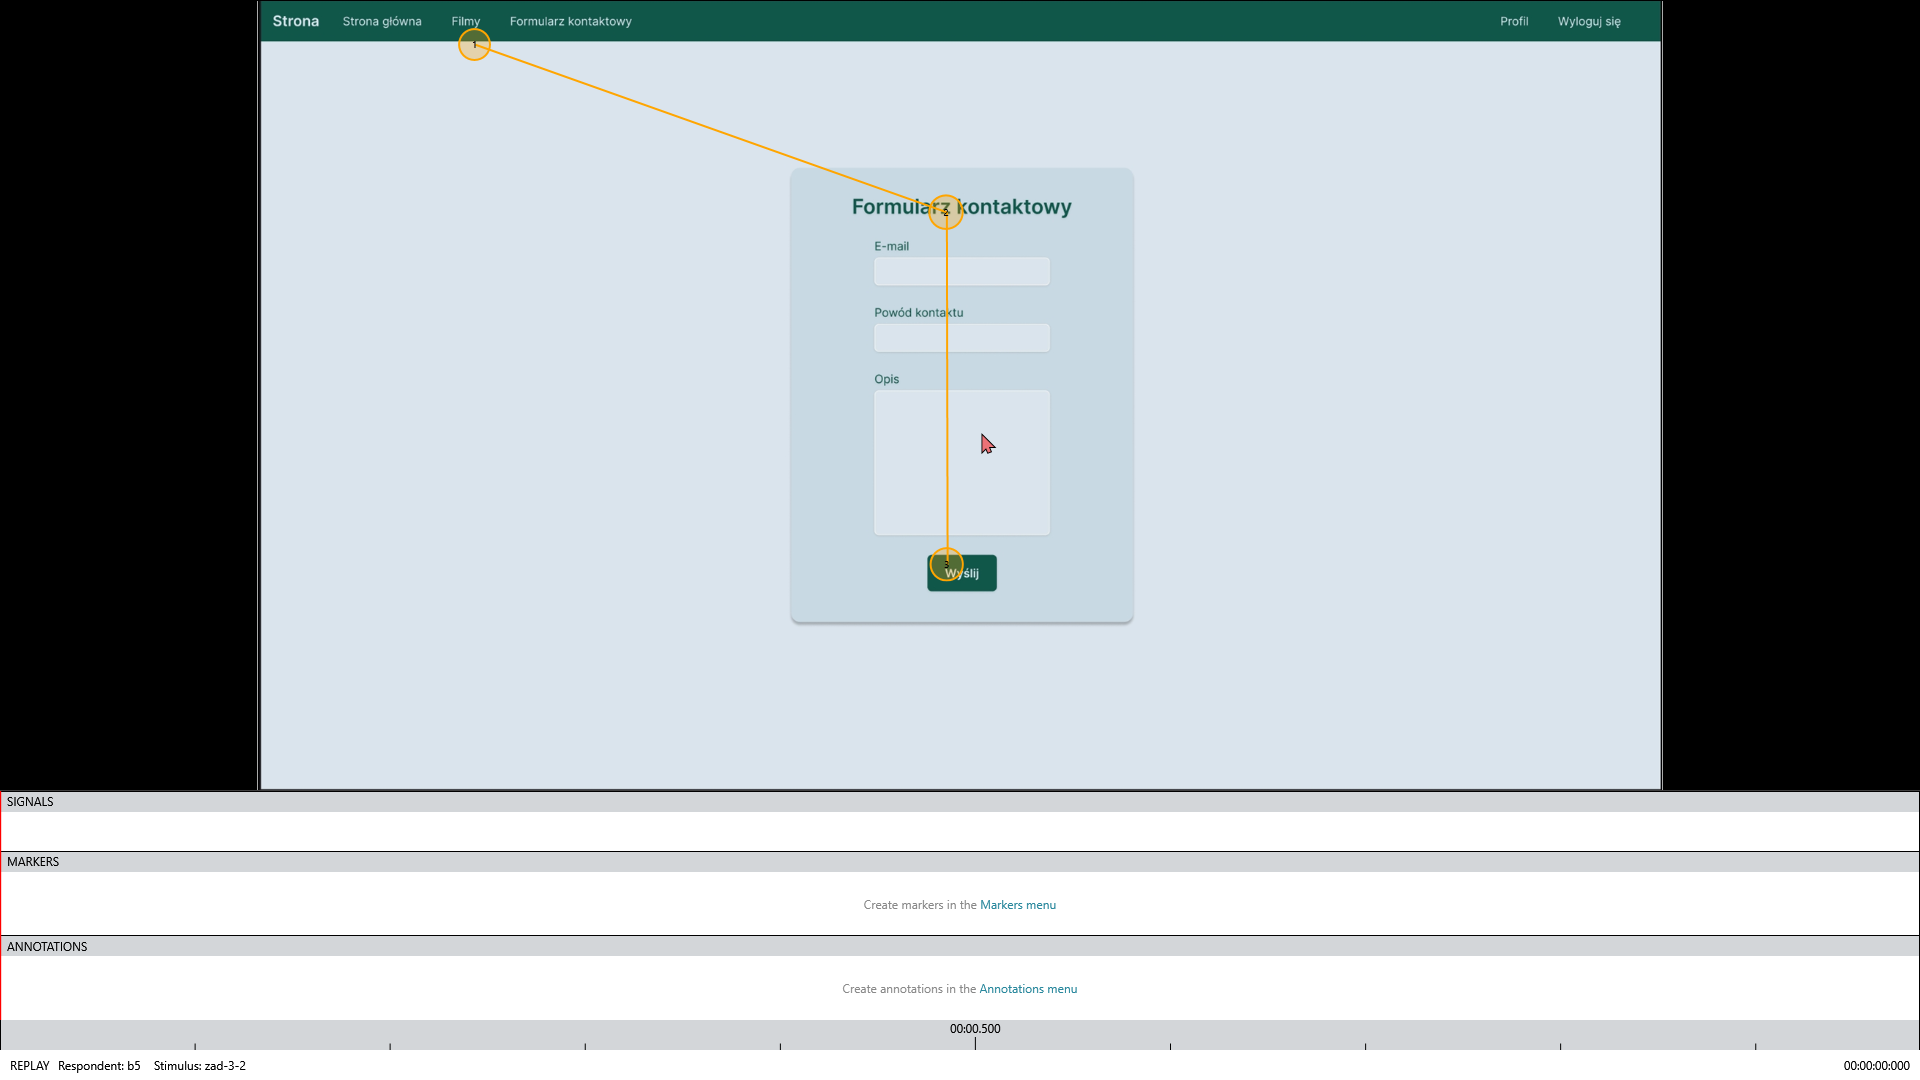 Strona Strona główna Filmy Formularz kontaktowy Profil Wyloguj się
1
Formularz kontaktowy
2
E-mail
Powód kontaktu
Opis
3
Wyślij
SIGNALS
MARKERS
Create markers in the Markers menu
ANNOTATIONS
Create annotations in the Annotations menu
00:00.500
REPLAY Respondent: b5 Stimulus: zad-3-2 00:00:00:000